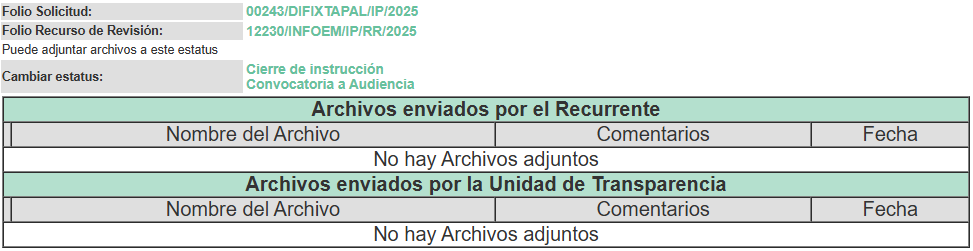 Folio Solicitud: 00243/DIFIXTAPAL/IP/2025
Folio Recurso de Revisión: 12230/INFOEM/IP/RR/2025
Puede adjuntar archivos a este estatus
Cambiar estatus: Cierre de instrucción
Convocatoria a Audiencia
Archivos enviados por el Recurrente
Nombre del Archivo Comentarios Fecha
No hay Archivos adjuntos
Archivos enviados por la Unidad de Transparencia
Nombre del Archivo Comentarios Fecha
No hay Archivos adjuntos